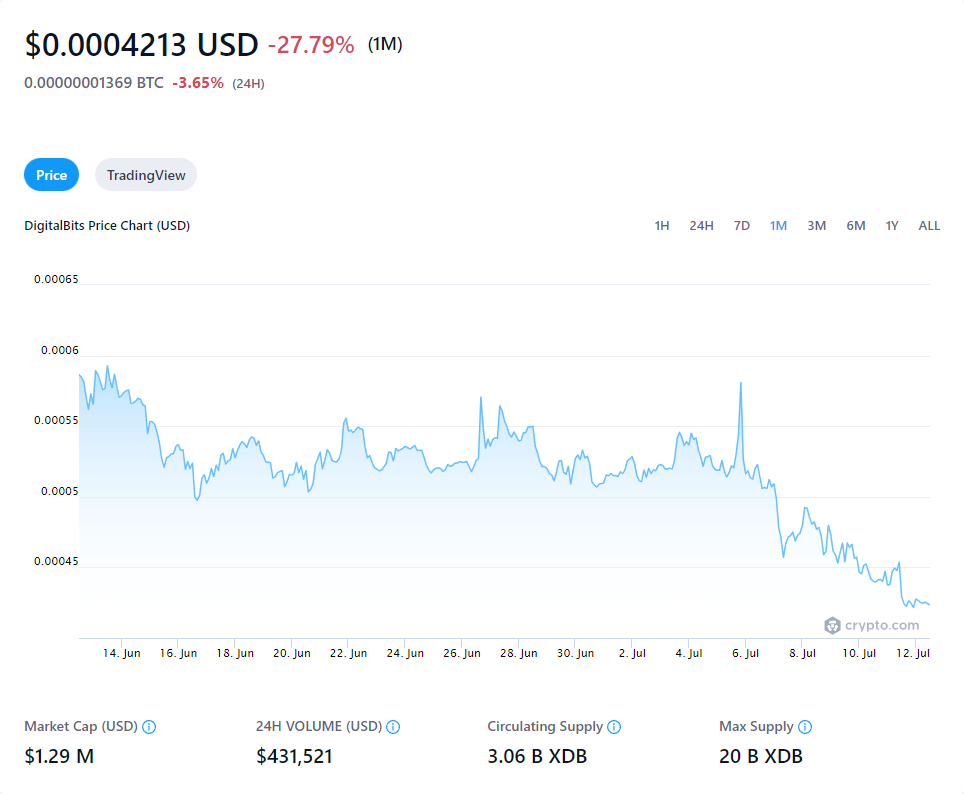 $0.0004213 USD -27.79% (1M)
0.00000001369 BTC -3.65% (24H)
Price TradingView
DigitalBits Price Chart (USD) 1H 24H 7D 1M 3M 6M 1Y ALL
0.00065
0.0006
0.00055
0.0005
0.00045
crypto.com
14. Jun 16. Jun 18. Jun 20. Jun 22. Jun 24. Jun 26. Jun 28. Jun 30. Jun 2. Jul 4. Jul 6. Jul 8. Jul 10. Jul 12. Jul
Market Cap (USD) 24H VOLUME (USD) Circulating Supply Max Supply
$1.29 M $431,521 3.06 B XDB 20 B XDB